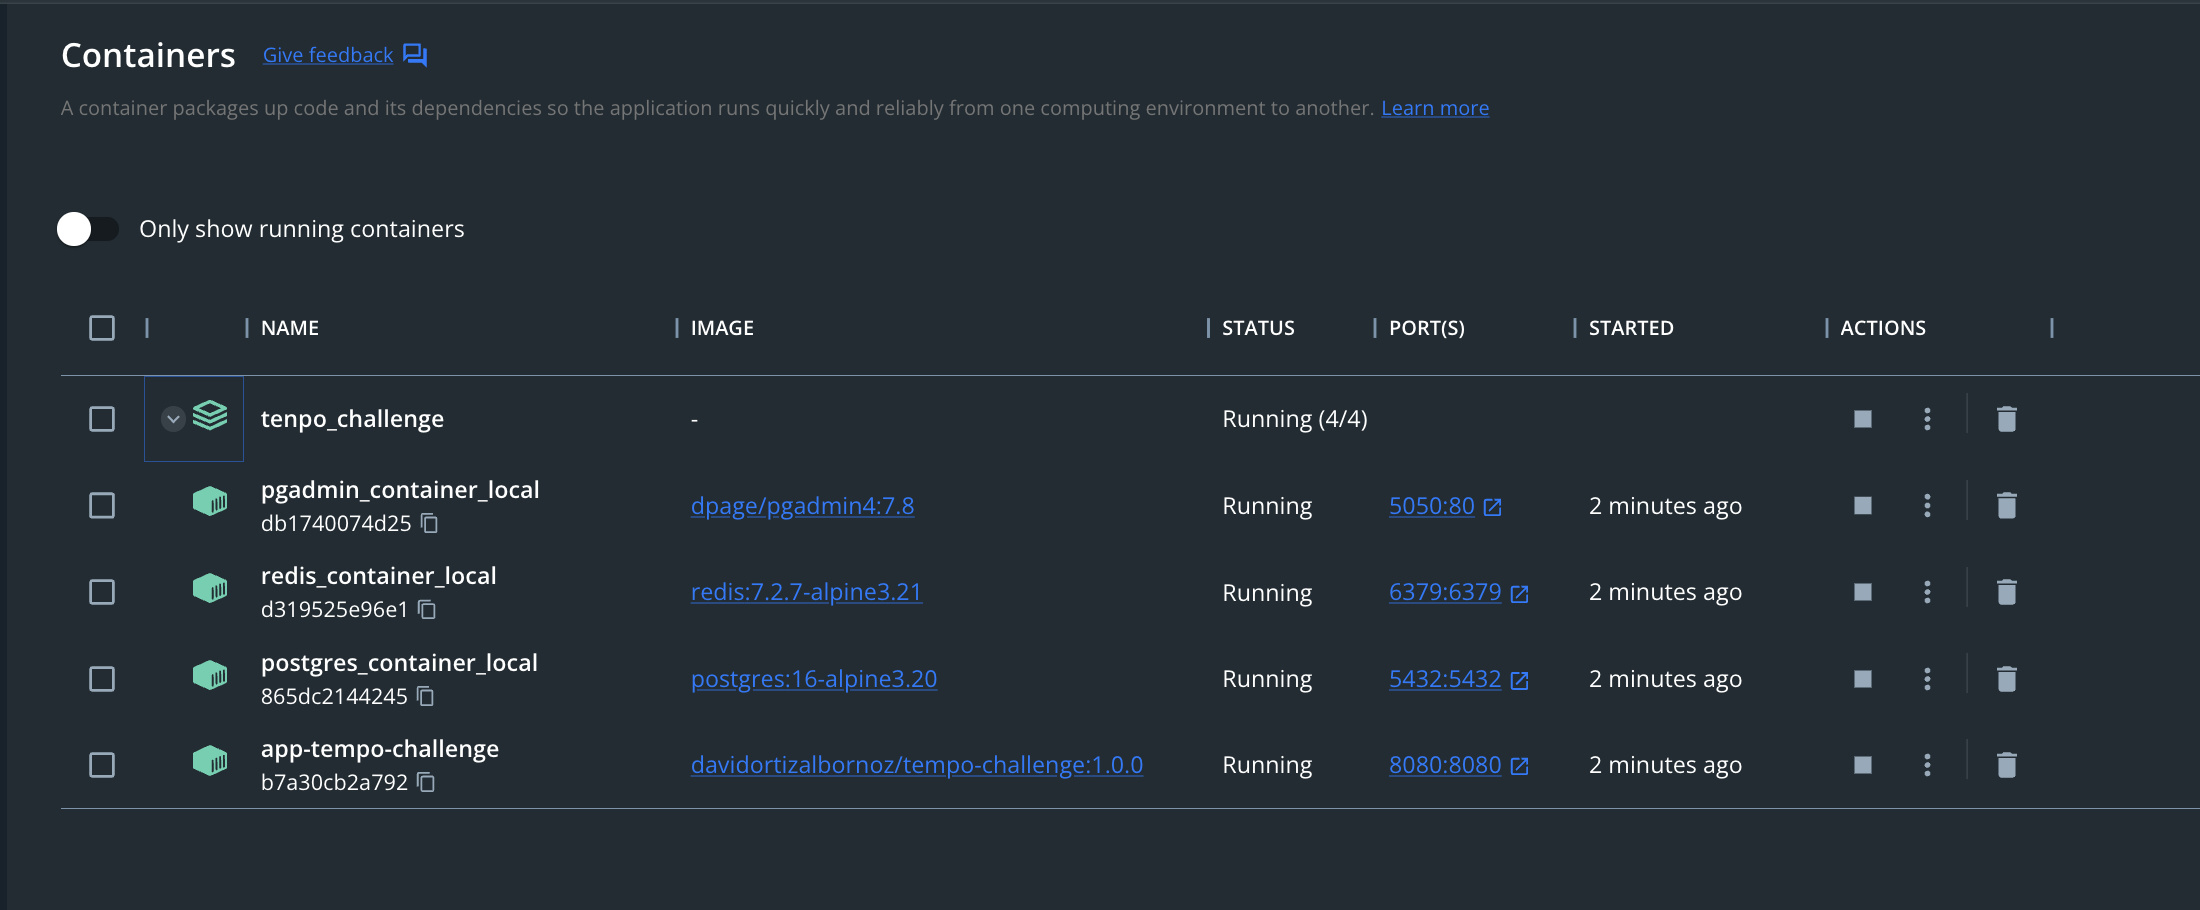 Containers Give feedback
A container packages up code and its dependencies so the application runs quickly and reliably from one computing environment to another. Learn more
Only show running containers
NAME IMAGE STATUS PORT(S) STARTED ACTIONS
tenpo_challenge - Running (4/4)
pgadmin_container_local
db1740074d25 dpage/pgadmin4:7.8 Running 5050:80 2 minutes ago
redis_container_local
d319525e96e1 redis:7.2.7-alpine3.21 Running 6379:6379 2 minutes ago
postgres_container_local
865dc2144245 postgres:16-alpine3.20 Running 5432:5432 2 minutes ago
app-tempo-challenge
b7a30cb2a792 davidortizalbornoz/tempo-challenge:1.0.0 Running 8080:8080 2 minutes ago